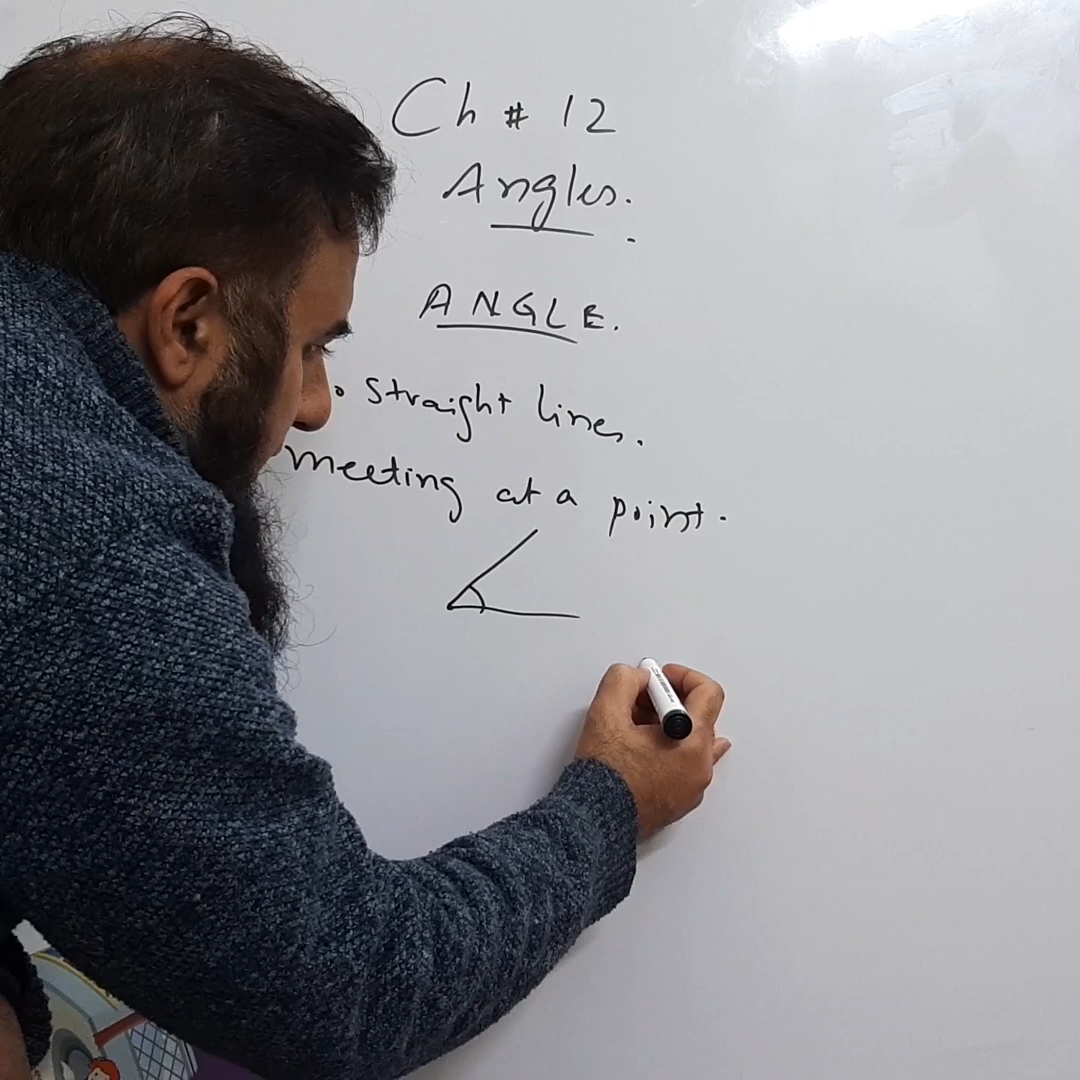 Ch # 12
Angles.
ANGLE.
straight lines.
meeting at a point.